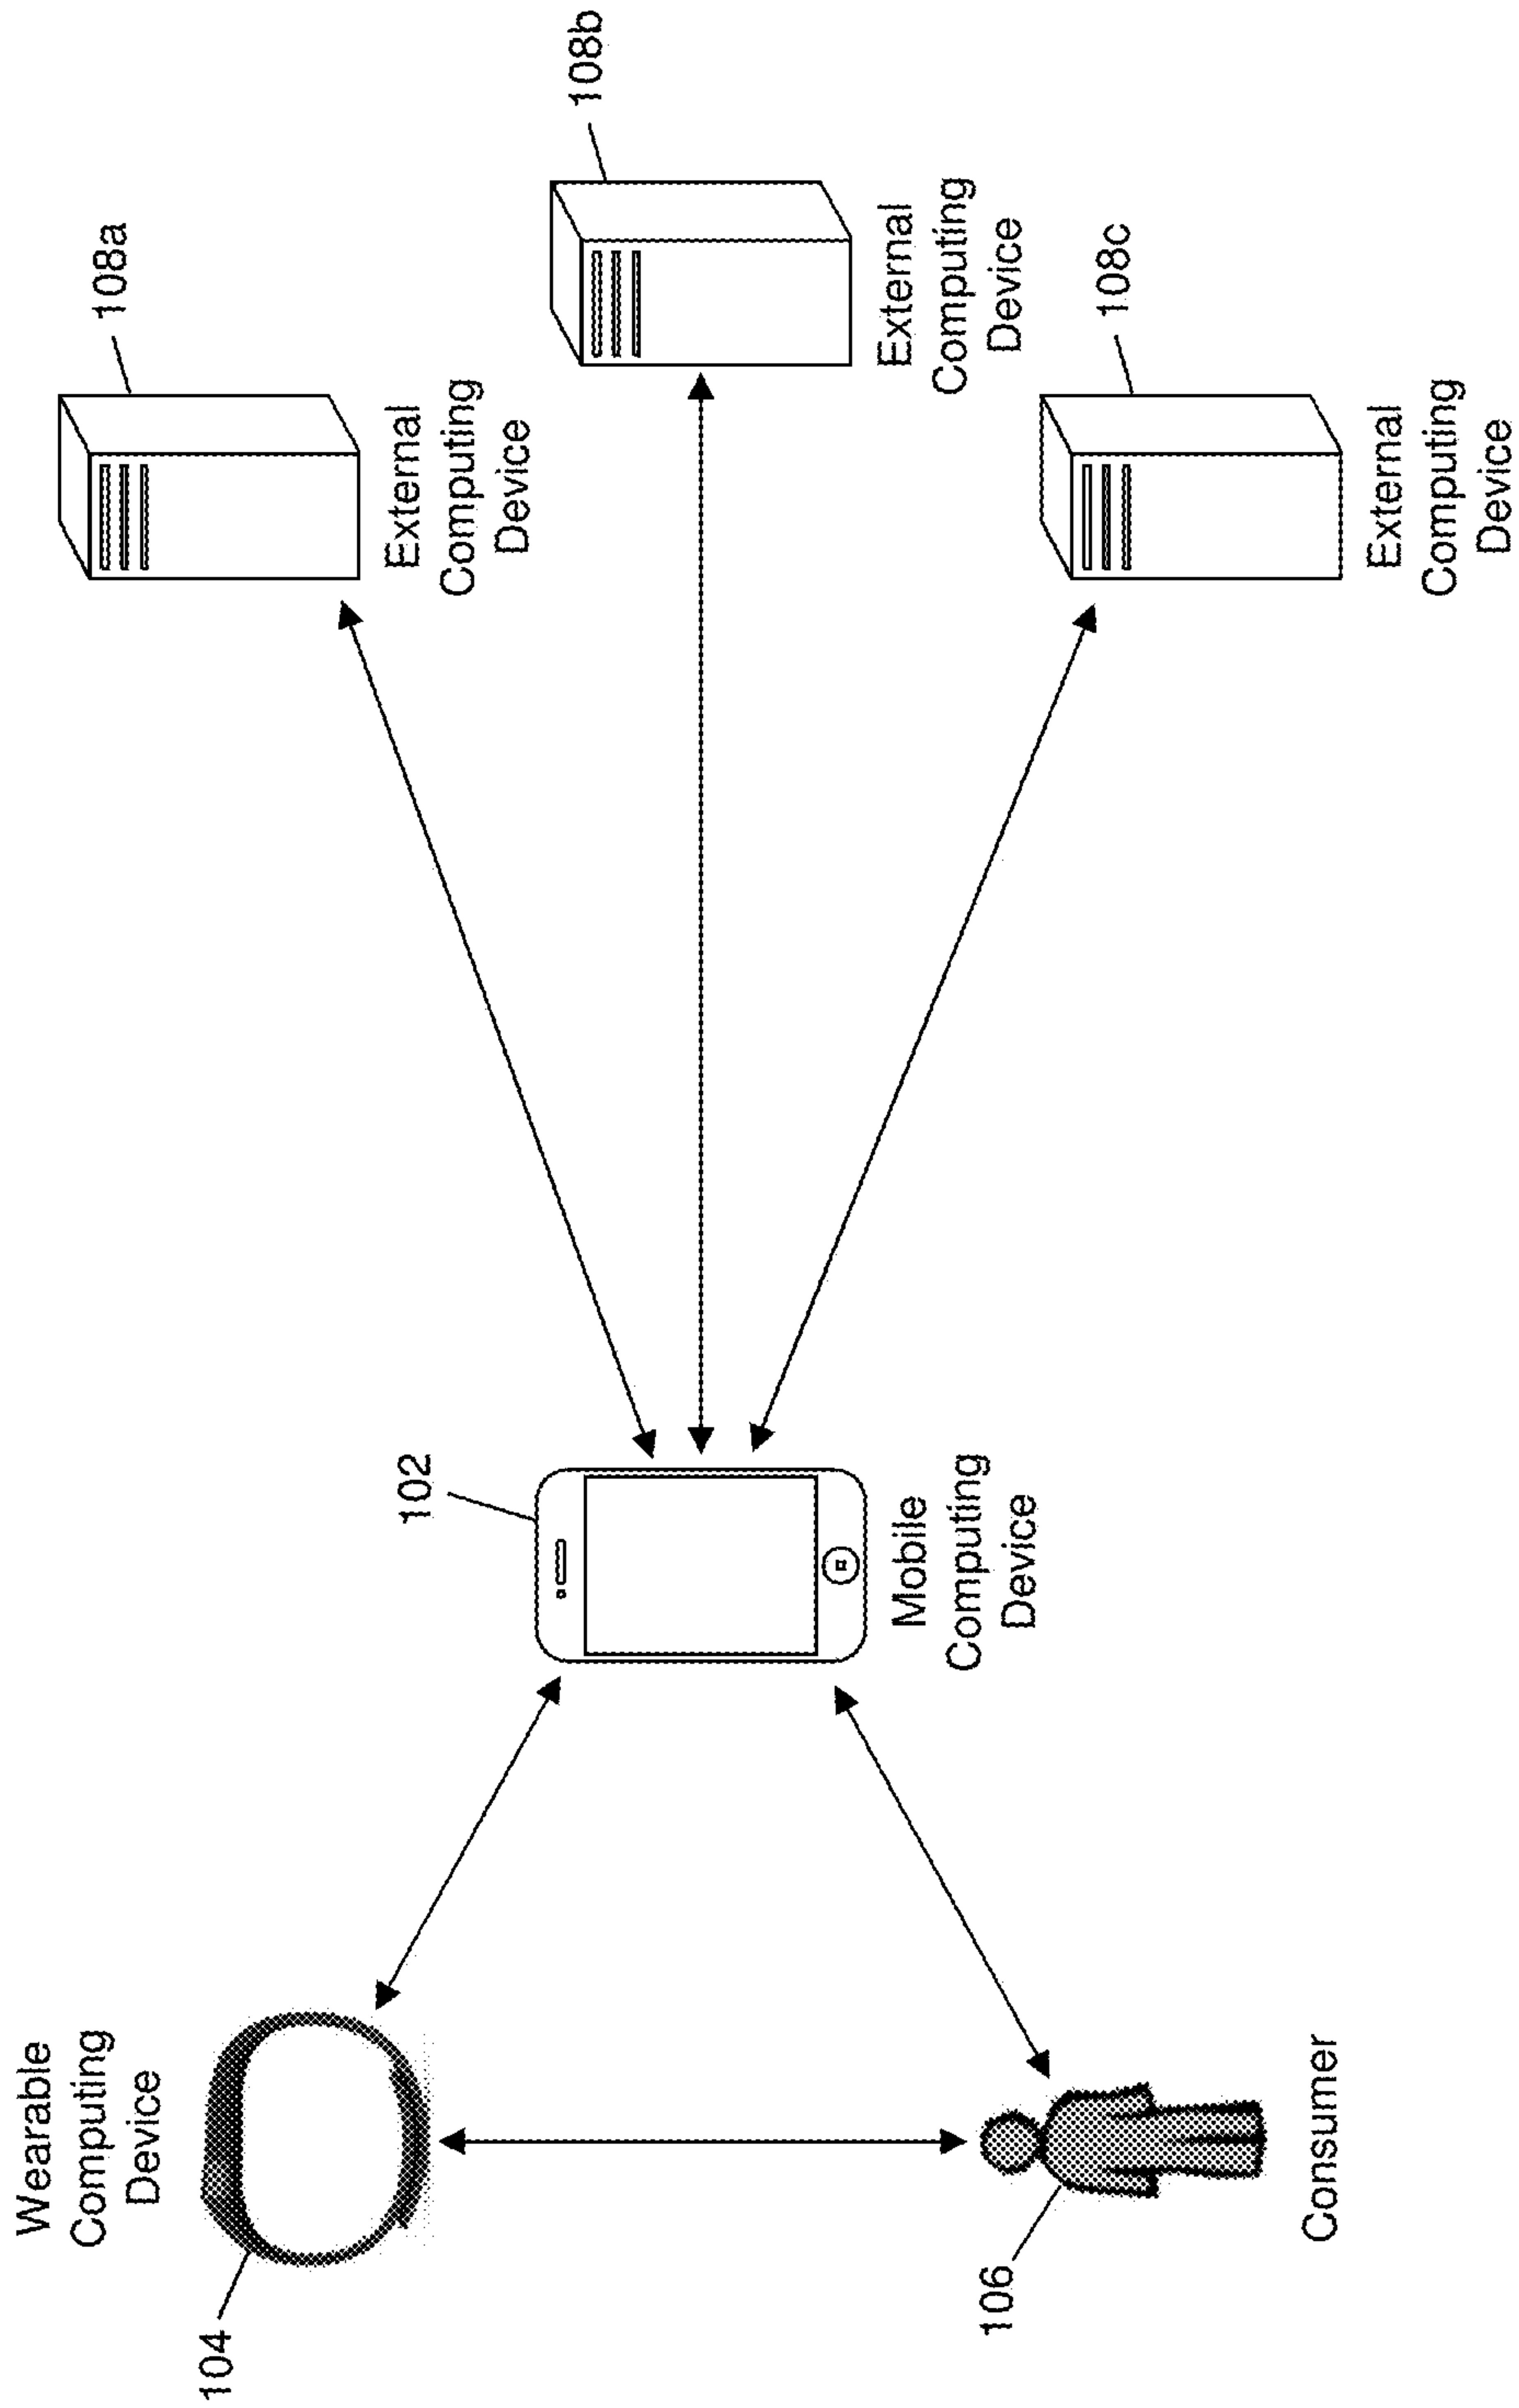 Wearable
Computing
Device
104
106
Consumer
102
Mobile
Computing
Device
108a
External
Computing
Device
108b
External
Computing
Device
108c
External
Computing
Device